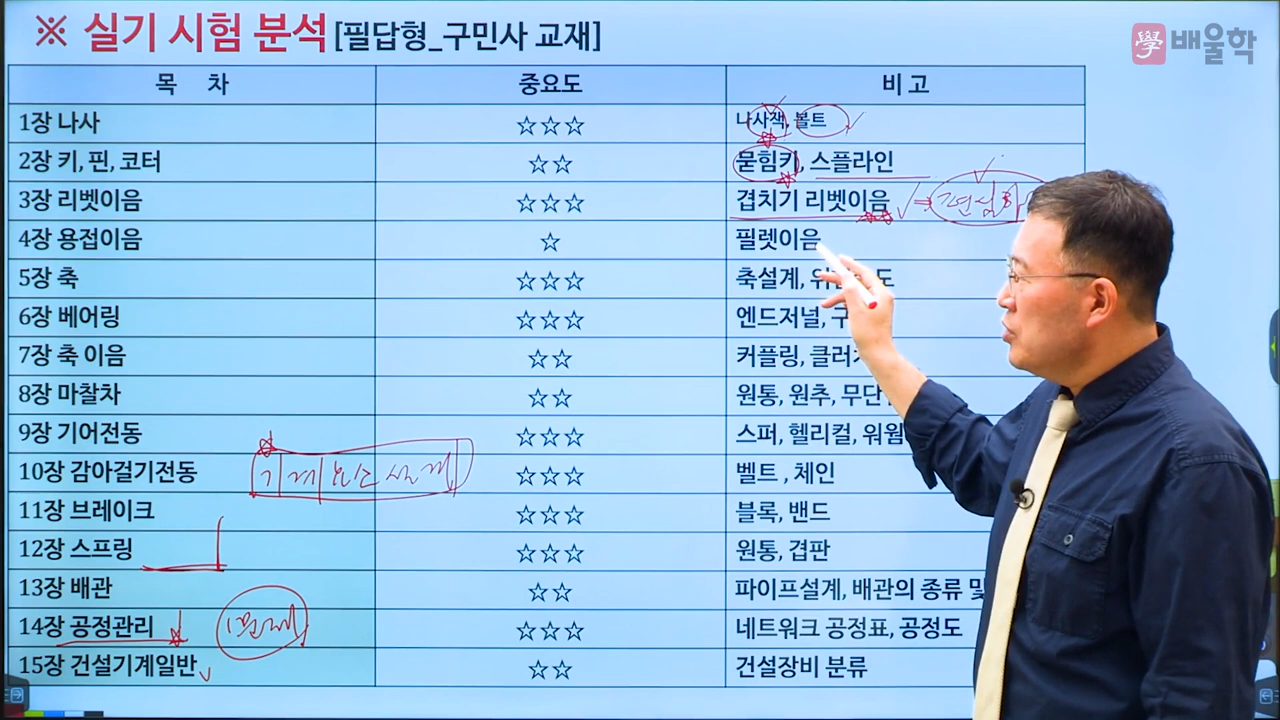 ※ 실기 시험 분석[필답형_구민사 교재]
學 배울학
목 차 중요도 비 고
1장 나사 ☆☆☆ 나사잭, 볼트
2장 키, 핀, 코터 ☆☆ 묻힘키, 스플라인
3장 리벳이음 ☆☆☆ 겹치기 리벳이음
4장 용접이음 ☆ 필렛이음
5장 축 ☆☆☆ 축설계, 도
6장 베어링 ☆☆☆ 엔드저널,
7장 축 이음 ☆☆ 커플링, 클러
8장 마찰차 ☆☆ 원통, 원추, 무단
9장 기어전동 ☆☆☆ 스퍼, 헬리컬, 워웜
10장 감아걸기전동 기계요소설계 ☆☆☆ 벨트 , 체인
11장 브레이크 ☆☆☆ 블록, 밴드
12장 스프링 ☆☆☆ 원통, 겹판
13장 배관 ☆☆ 파이프설계, 배관의 종류 및
14장 공정관리 ☆☆☆ 네트워크 공정표, 공정도
15장 건설기계일반 ☆☆ 건설장비 분류